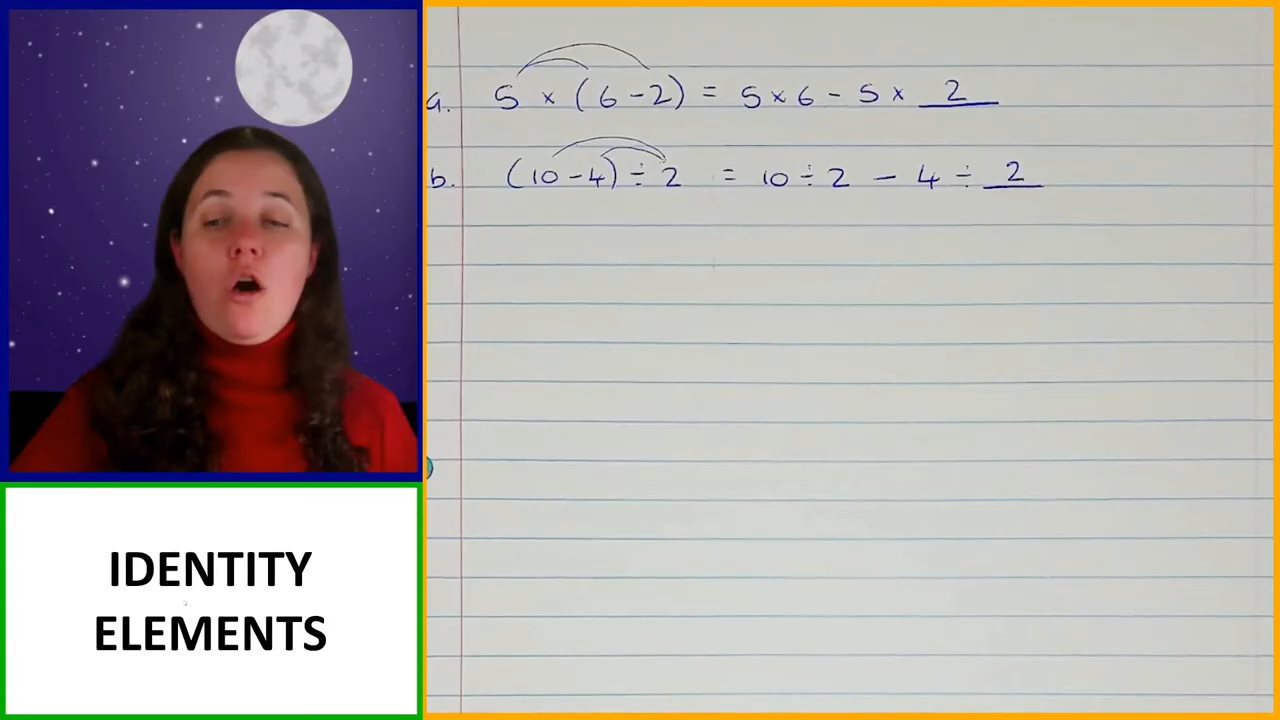 a. 5 × (6 - 2) = 5 × 6 - 5 × 2
b. (10 - 4) ÷ 2 = 10 ÷ 2 - 4 ÷ 2
IDENTITY
ELEMENTS